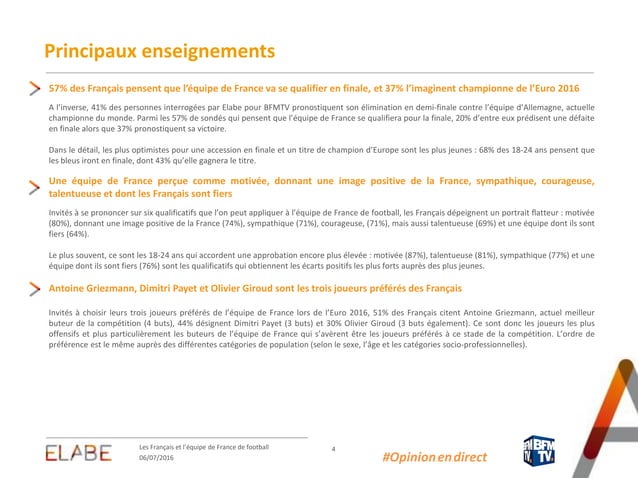 Principaux enseignements
57% des Français pensent que l’équipe de France va se qualifier en finale, et 37% l’imaginent championne de l’Euro 2016
A l’inverse, 41% des personnes interrogées par Elabe pour BFMTV pronostiquent son élimination en demi-finale contre l’équipe d’Allemagne, actuelle
championne du monde. Parmi les 57% de sondés qui pensent que l’équipe de France se qualifiera pour la finale, 20% d’entre eux prédisent une défaite
en finale alors que 37% pronostiquent sa victoire.
Dans le détail, les plus optimistes pour une accession en finale et un titre de champion d’Europe sont les plus jeunes : 68% des 18-24 ans pensent que
les bleus iront en finale, dont 43% qu’elle gagnera le titre.
Une équipe de France perçue comme motivée, donnant une image positive de la France, sympathique, courageuse,
talentueuse et dont les Français sont fiers
Invités à se prononcer sur six qualificatifs que l’on peut appliquer à l’équipe de France de football, les Français dépeignent un portrait flatteur : motivée
(80%), donnant une image positive de la France (74%), sympathique (71%), courageuse, (71%), mais aussi talentueuse (69%) et une équipe dont ils sont
fiers (64%).
Le plus souvent, ce sont les 18-24 ans qui accordent une approbation encore plus élevée : motivée (87%), talentueuse (81%), sympathique (77%) et une
équipe dont ils sont fiers (76%) sont les qualificatifs qui obtiennent les écarts positifs les plus forts auprès des plus jeunes.
Antoine Griezmann, Dimitri Payet et Olivier Giroud sont les trois joueurs préférés des Français
Invités à choisir leurs trois joueurs préférés de l’équipe de France lors de l’Euro 2016, 51% des Français citent Antoine Griezmann, actuel meilleur
buteur de la compétition (4 buts), 44% désignent Dimitri Payet (3 buts) et 30% Olivier Giroud (3 buts également). Ce sont donc les joueurs les plus
offensifs et plus particulièrement les buteurs de l’équipe de France qui s’avèrent être les joueurs préférés à ce stade de la compétition. L’ordre de
préférence est le même auprès des différentes catégories de population (selon le sexe, l’âge et les catégories socio-professionnelles).
ELABE
Les Français et l’équipe de France de football
06/07/2016
4
#Opinion en direct
BFM
TV.